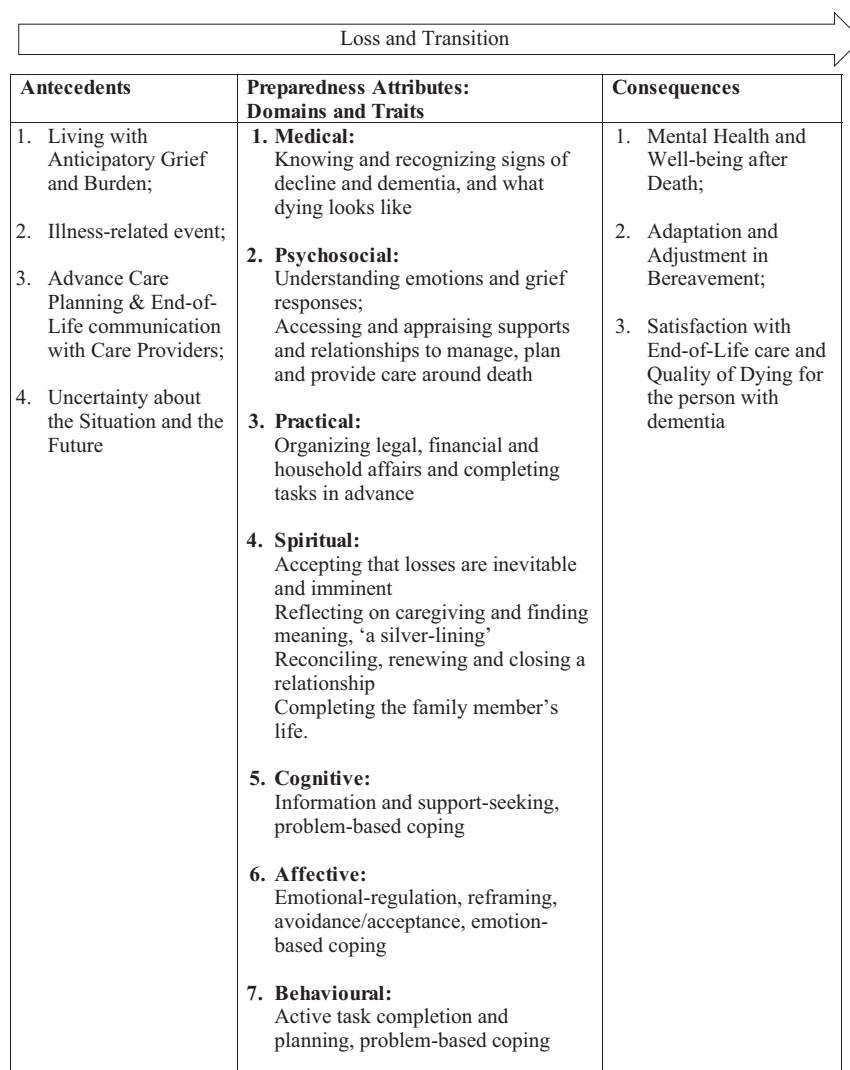 Loss and Transition
Antecedents
1. Living with
Anticipatory Grief
and Burden;
2. Illness-related event;
3. Advance Care
Planning & End-of-
Life communication
with Care Providers;
4. Uncertainty about
the Situation and the
Future
Preparedness Attributes:
Domains and Traits
1. Medical:
Knowing and recognizing signs of
decline and dementia, and what
dying looks like
2. Psychosocial:
Understanding emotions and grief
responses;
Accessing and appraising supports
and relationships to manage, plan
and provide care around death
3. Practical:
Organizing legal, financial and
household affairs and completing
tasks in advance
4. Spiritual:
Accepting that losses are inevitable
and imminent
Reflecting on caregiving and finding
meaning, ‘a silver-lining’
Reconciling, renewing and closing a
relationship
Completing the family member’s
life.
5. Cognitive:
Information and support-seeking,
problem-based coping
6. Affective:
Emotional-regulation, reframing,
avoidance/acceptance, emotion-
based coping
7. Behavioural:
Active task completion and
planning, problem-based coping
Consequences
1. Mental Health and
Well-being after
Death;
2. Adaptation and
Adjustment in
Bereavement;
3. Satisfaction with
End-of-Life care and
Quality of Dying for
the person with
dementia